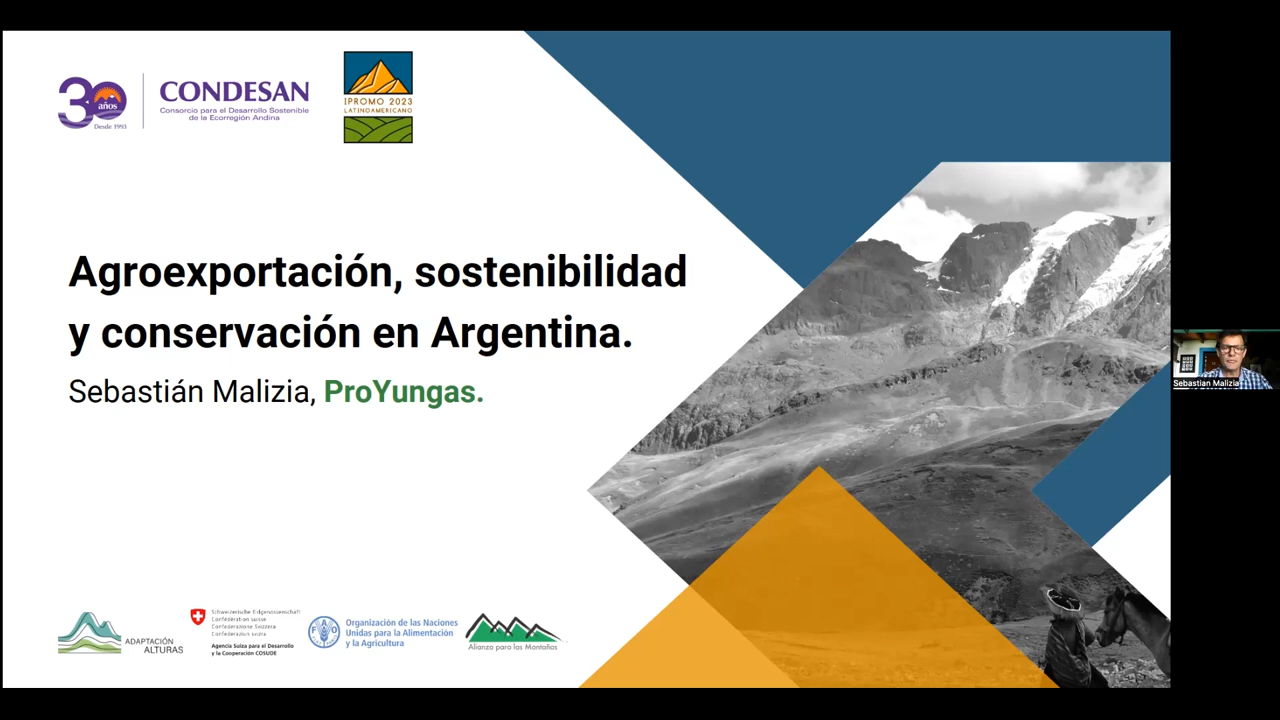 30 años
Desde 1993
CONDESAN
Consorcio para el Desarrollo Sostenible
de la Ecorregión Andina
IPROMO 2023
LATINOAMERICANO
Agroexportación, sostenibilidad
y conservación en Argentina.
Sebastián Malizia, ProYungas.
Sebastian Malizia
ADAPTACIÓN
ALTURAS
Schweizerische Eidgenossenschaft
Confédération suisse
Confederazione Svizzera
Confederaziun svizra
Agencia Suiza para el Desarrollo
y la Cooperación COSUDE
FAO
Organización de las Naciones
Unidas para la Alimentación
y la Agricultura
Alianza para las Montañas